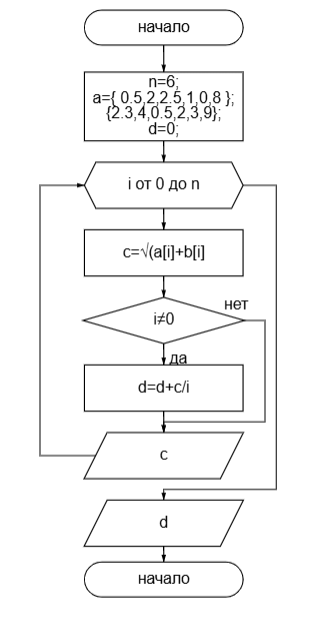 начало
n=6;
a={ 0.5,2,2.5,1,0,8 };
{2.3,4,0.5,2,3,9};
d=0;
i от 0 до n
c=√(a[i]+b[i]
i≠0
нет
да
d=d+c/i
c
d
начало